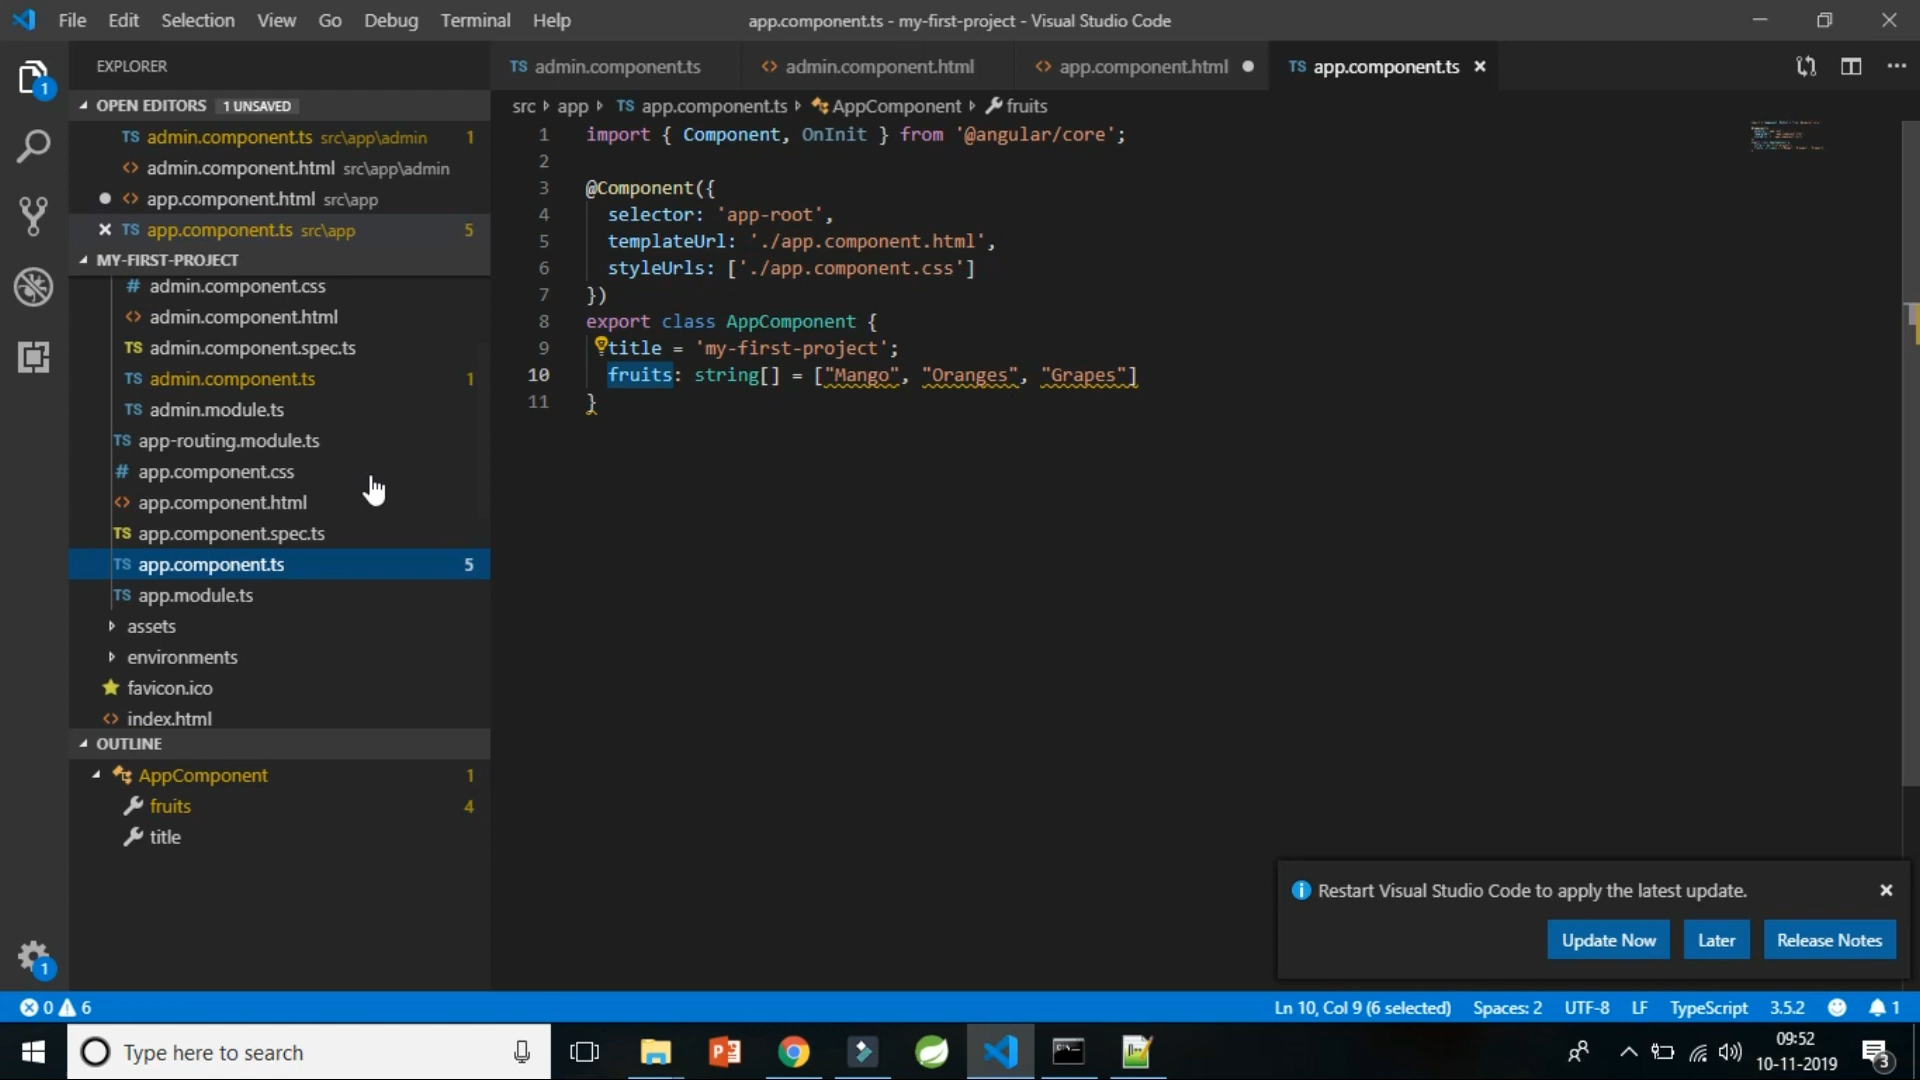 File Edit Selection View Go Debug Terminal Help
app.component.ts - my-first-project - Visual Studio Code
EXPLORER
OPEN EDITORS 1 UNSAVED
TS admin.component.ts src\app\admin 1
<> admin.component.html src\app\admin
<> app.component.html src\app
TS app.component.ts src\app 5
MY-FIRST-PROJECT
# admin.component.css
<> admin.component.html
TS admin.component.spec.ts
TS admin.component.ts 1
TS admin.module.ts
TS app-routing.module.ts
# app.component.css
<> app.component.html
TS app.component.spec.ts
TS app.component.ts 5
TS app.module.ts
assets
environments
favicon.ico
<> index.html
OUTLINE
AppComponent 1
fruits 4
title
TS admin.component.ts <> admin.component.html <> app.component.html TS app.component.ts
src app TS app.component.ts AppComponent fruits
1 import { Component, OnInit } from '@angular/core';
2
3 @Component({
4 selector: 'app-root',
5 templateUrl: './app.component.html',
6 styleUrls: ['./app.component.css']
7 })
8 export class AppComponent {
9 title = 'my-first-project';
10 fruits: string[] = ["Mango", "Oranges", "Grapes"]
11 }
Restart Visual Studio Code to apply the latest update.
Update Now Later Release Notes
1
1
0 6 Ln 10, Col 9 (6 selected) Spaces: 2 UTF-8 LF TypeScript 3.5.2 1
Type here to search
09:52
10-11-2019
3